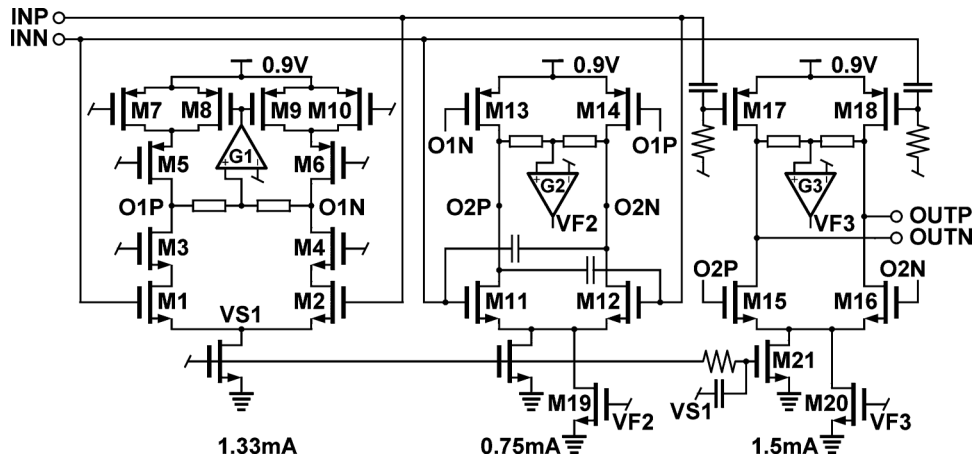 INP
INN
0.9V 0.9V 0.9V
M7 M8 M9 M10 M13 M14 M17 M18
G1
O1N O1P
M5 M6
G2 G3
O1P O1N O2P O2N
VF2 VF3
OUTP
OUTN
M3 M4
O2P O2N
M1 M2 M11 M12 M15 M16
VS1
M21
M19 VS1 M20
VF2 VF3
1.33mA 0.75mA 1.5mA